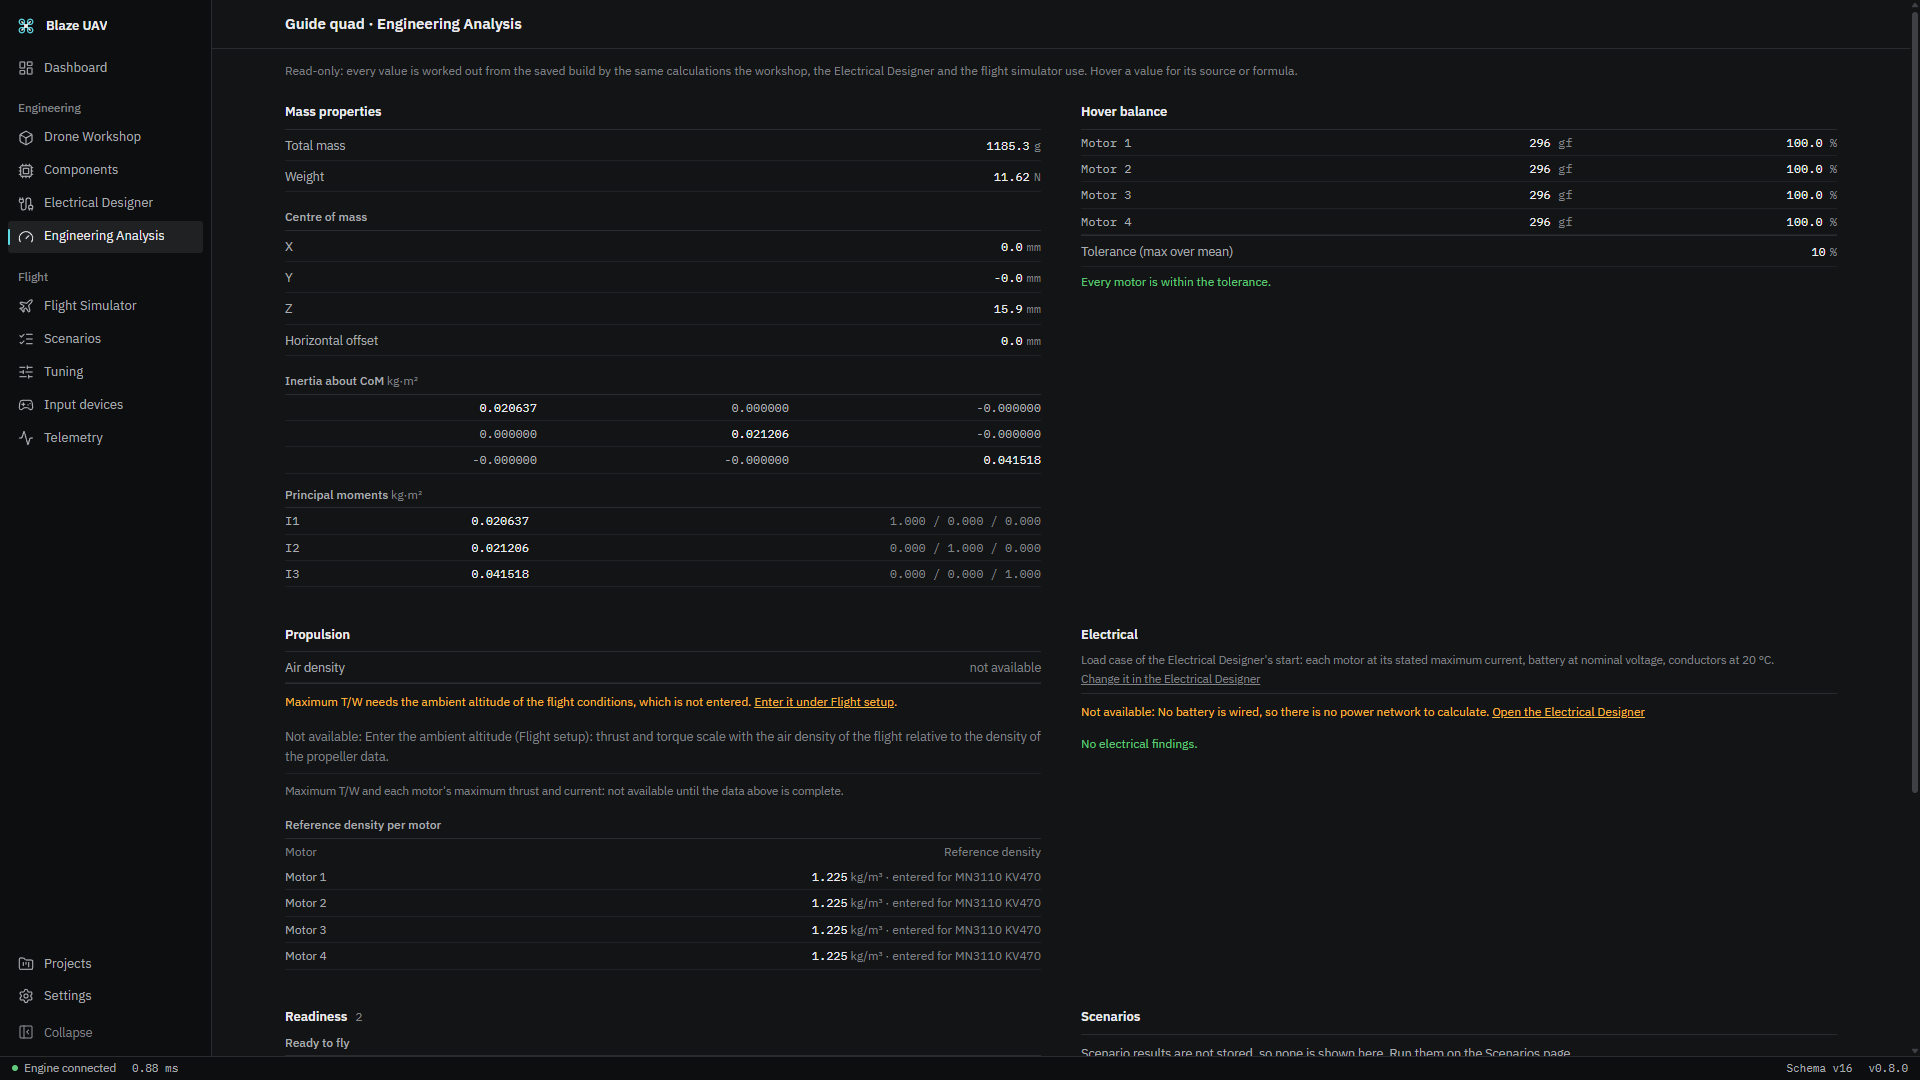 Blaze UAV
Dashboard
Engineering
Drone Workshop
Components
Electrical Designer
Engineering Analysis
Flight
Flight Simulator
Scenarios
Tuning
Input devices
Telemetry
Projects
Settings
Collapse
Guide quad · Engineering Analysis
Read-only: every value is worked out from the saved build by the same calculations the workshop, the Electrical Designer and the flight simulator use. Hover a value for its source or formula.
Mass properties
Total mass 1185.3 g
Weight 11.62 N
Centre of mass
X 0.0 mm
Y -0.0 mm
Z 15.9 mm
Horizontal offset 0.0 mm
Inertia about CoM kg·m²
0.020637 0.000000 -0.000000
0.000000 0.021206 -0.000000
-0.000000 -0.000000 0.041518
Principal moments kg·m²
I1 0.020637 1.000 / 0.000 / 0.000
I2 0.021206 0.000 / 1.000 / 0.000
I3 0.041518 0.000 / 0.000 / 1.000
Hover balance
Motor 1 296 gf 100.0 %
Motor 2 296 gf 100.0 %
Motor 3 296 gf 100.0 %
Motor 4 296 gf 100.0 %
Tolerance (max over mean) 10 %
Every motor is within the tolerance.
Propulsion
Air density not available
Maximum T/W needs the ambient altitude of the flight conditions, which is not entered. Enter it under Flight setup.
Not available: Enter the ambient altitude (Flight setup): thrust and torque scale with the air density of the flight relative to the density of
the propeller data.
Maximum T/W and each motor's maximum thrust and current: not available until the data above is complete.
Reference density per motor
Motor Reference density
Motor 1 1.225 kg/m³ · entered for MN3110 KV470
Motor 2 1.225 kg/m³ · entered for MN3110 KV470
Motor 3 1.225 kg/m³ · entered for MN3110 KV470
Motor 4 1.225 kg/m³ · entered for MN3110 KV470
Electrical
Load case of the Electrical Designer's start: each motor at its stated maximum current, battery at nominal voltage, conductors at 20 °C.
Change it in the Electrical Designer
Not available: No battery is wired, so there is no power network to calculate. Open the Electrical Designer
No electrical findings.
Readiness 2
Ready to fly
Scenarios
Scenario results are not stored, so none is shown here. Run them on the Scenarios page.
Engine connected 0.88 ms
Schema v16 v0.8.0